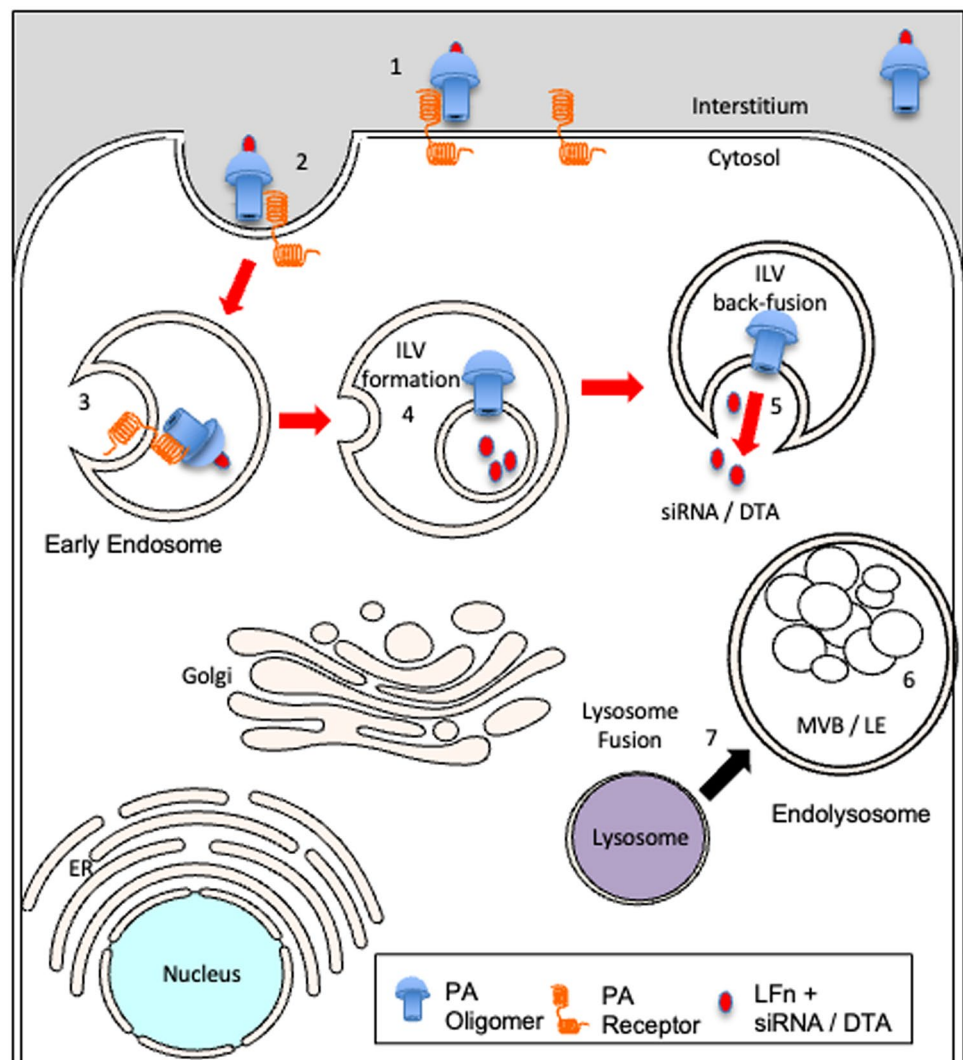 1
Interstitium
Cytosol
2
ILV
back-fusion
ILV
formation
3
4
5
siRNA / DTA
Early Endosome
Golgi
6
MVB / LE
Lysosome
Fusion
7
Endolysosome
Lysosome
ER
Nucleus
PA
Oligomer
PA
Receptor
LFn +
siRNA / DTA